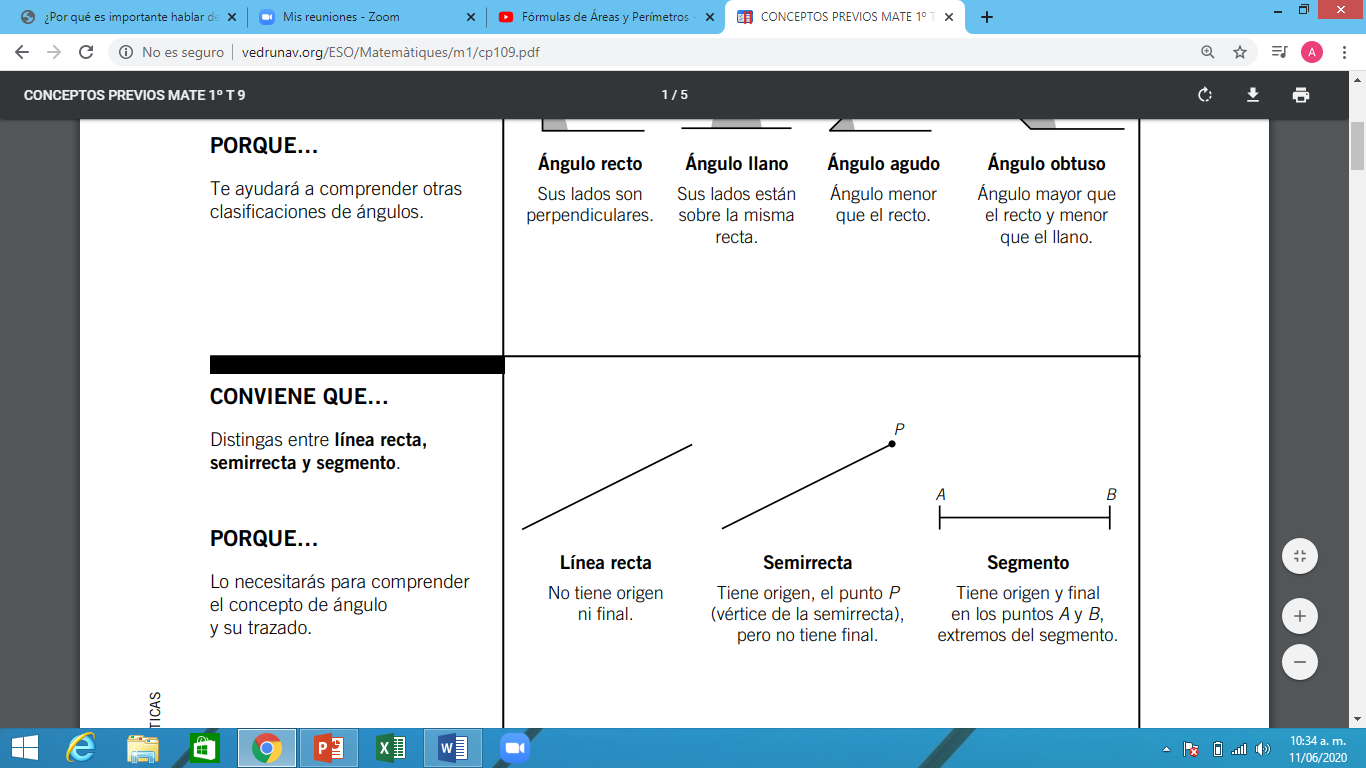 ¿Por qué es importante hablar de
Mis reuniones - Zoom
Fórmulas de Áreas y Perímetros -
CONCEPTOS PREVIOS MATE 1º T
No es seguro
vedrunav.org/ESO/Matemàtiques/m1/cp109.pdf
A
CONCEPTOS PREVIOS MATE 1º T 9
1 / 5
PORQUE…
Te ayudará a comprender otras
clasificaciones de ángulos.
Ángulo recto
Sus lados son
perpendiculares.
Ángulo llano
Sus lados están
sobre la misma
recta.
Ángulo agudo
Ángulo menor
que el recto.
Ángulo obtuso
Ángulo mayor que
el recto y menor
que el llano.
CONVIENE QUE…
Distingas entre línea recta,
semirrecta y segmento.
PORQUE…
Lo necesitarás para comprender
el concepto de ángulo
y su trazado.
P
A
B
Línea recta
No tiene origen
ni final.
Semirrecta
Tiene origen, el punto P
(vértice de la semirrecta),
pero no tiene final.
Segmento
Tiene origen y final
en los puntos A y B,
extremos del segmento.
TICAS
10:34 a. m.
11/06/2020